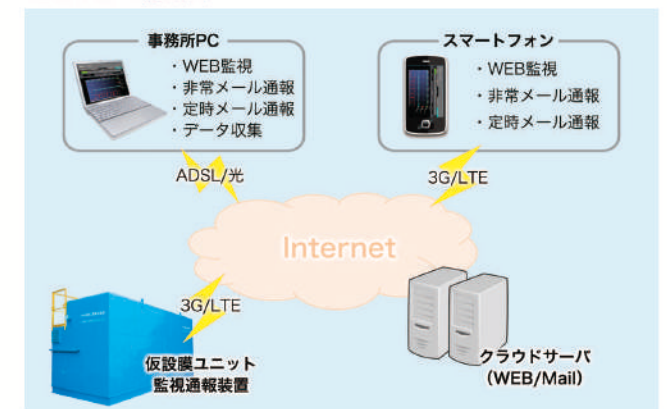 事務所PC
・WEB監視
・非常メール通報
・定時メール通報
・データ収集
スマートフォン
・WEB監視
・非常メール通報
・定時メール通報
ADSL/光
3G/LTE
Internet
3G/LTE
仮設膜ユニット
監視通報装置
クラウドサーバ
(WEB/Mail)